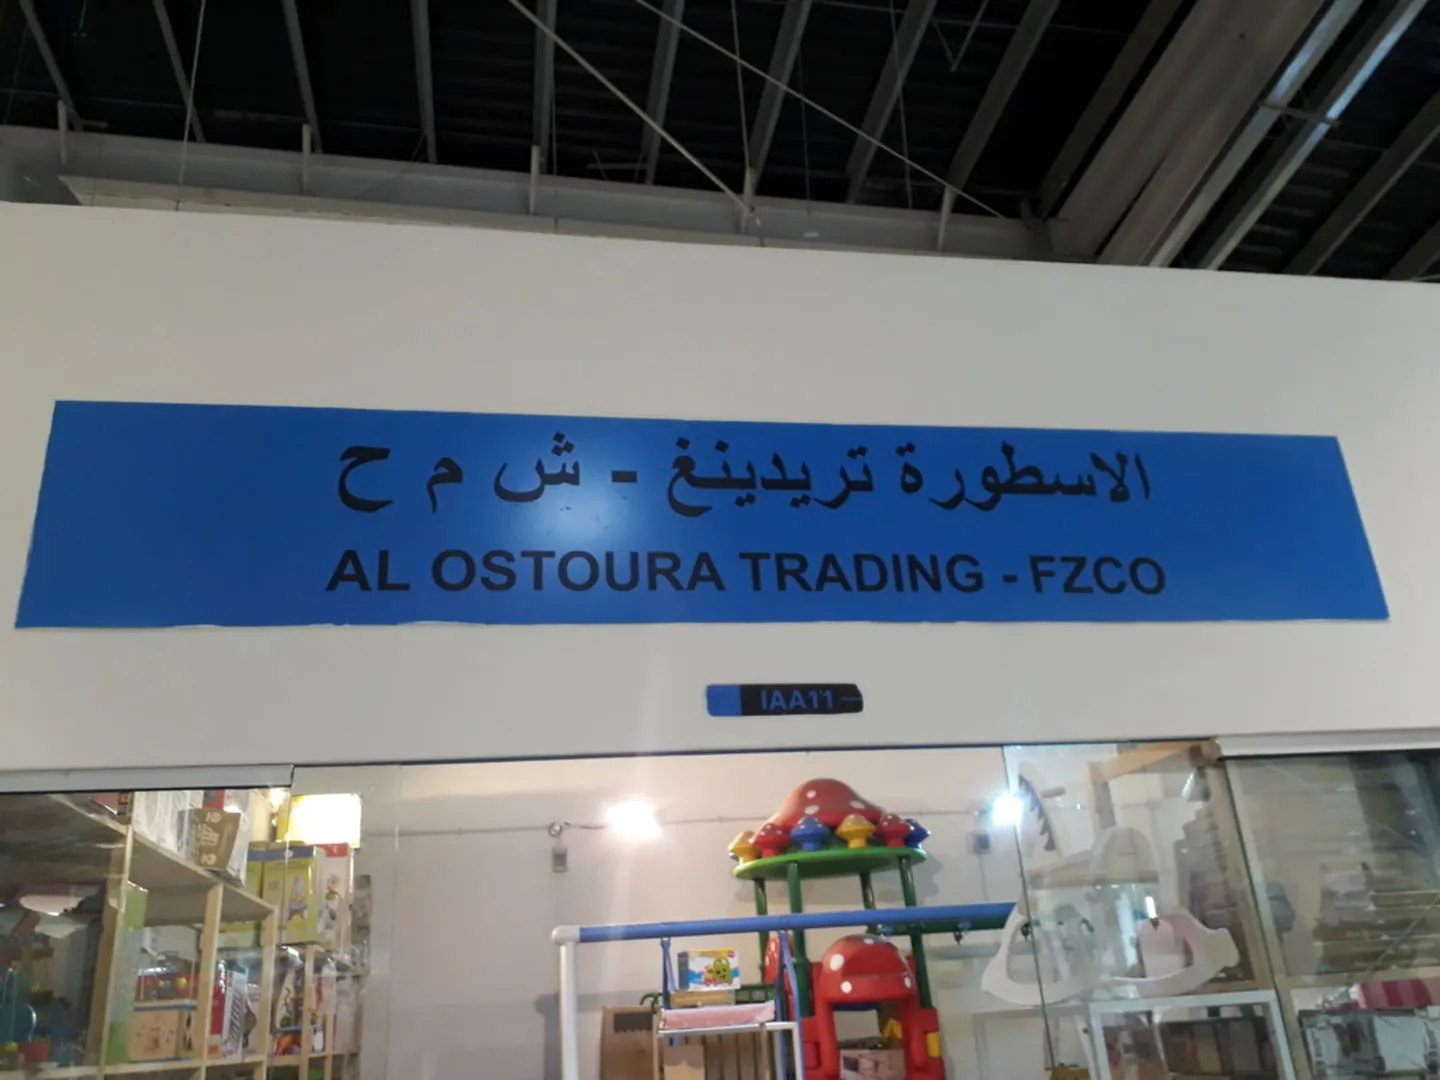 الاسطورة تريدينغ - ش م ح
AL OSTOURA TRADING - FZCO
IAA11